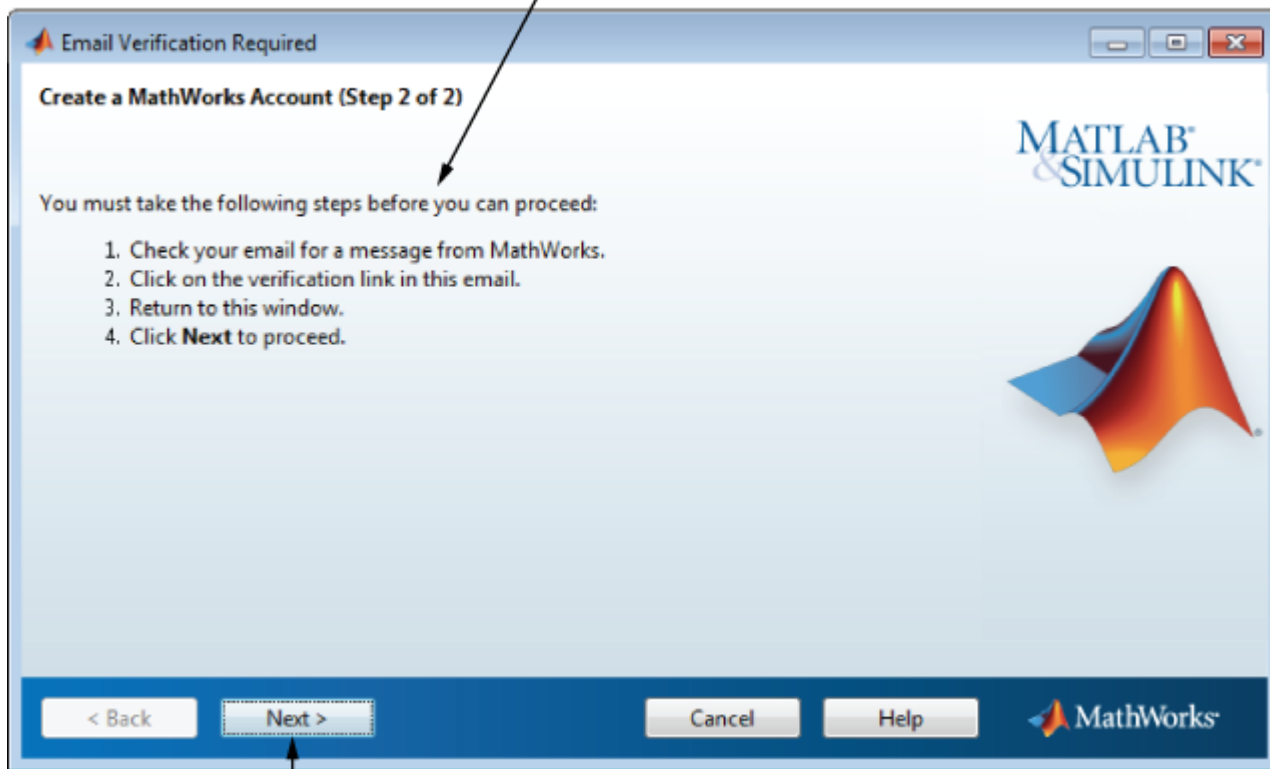 Email Verification Required
Create a MathWorks Account (Step 2 of 2)
MATLAB®
&SIMULINK®
You must take the following steps before you can proceed:
1. Check your email for a message from MathWorks.
2. Click on the verification link in this email.
3. Return to this window.
4. Click Next to proceed.
< Back
Next >
Cancel
Help
MathWorks®